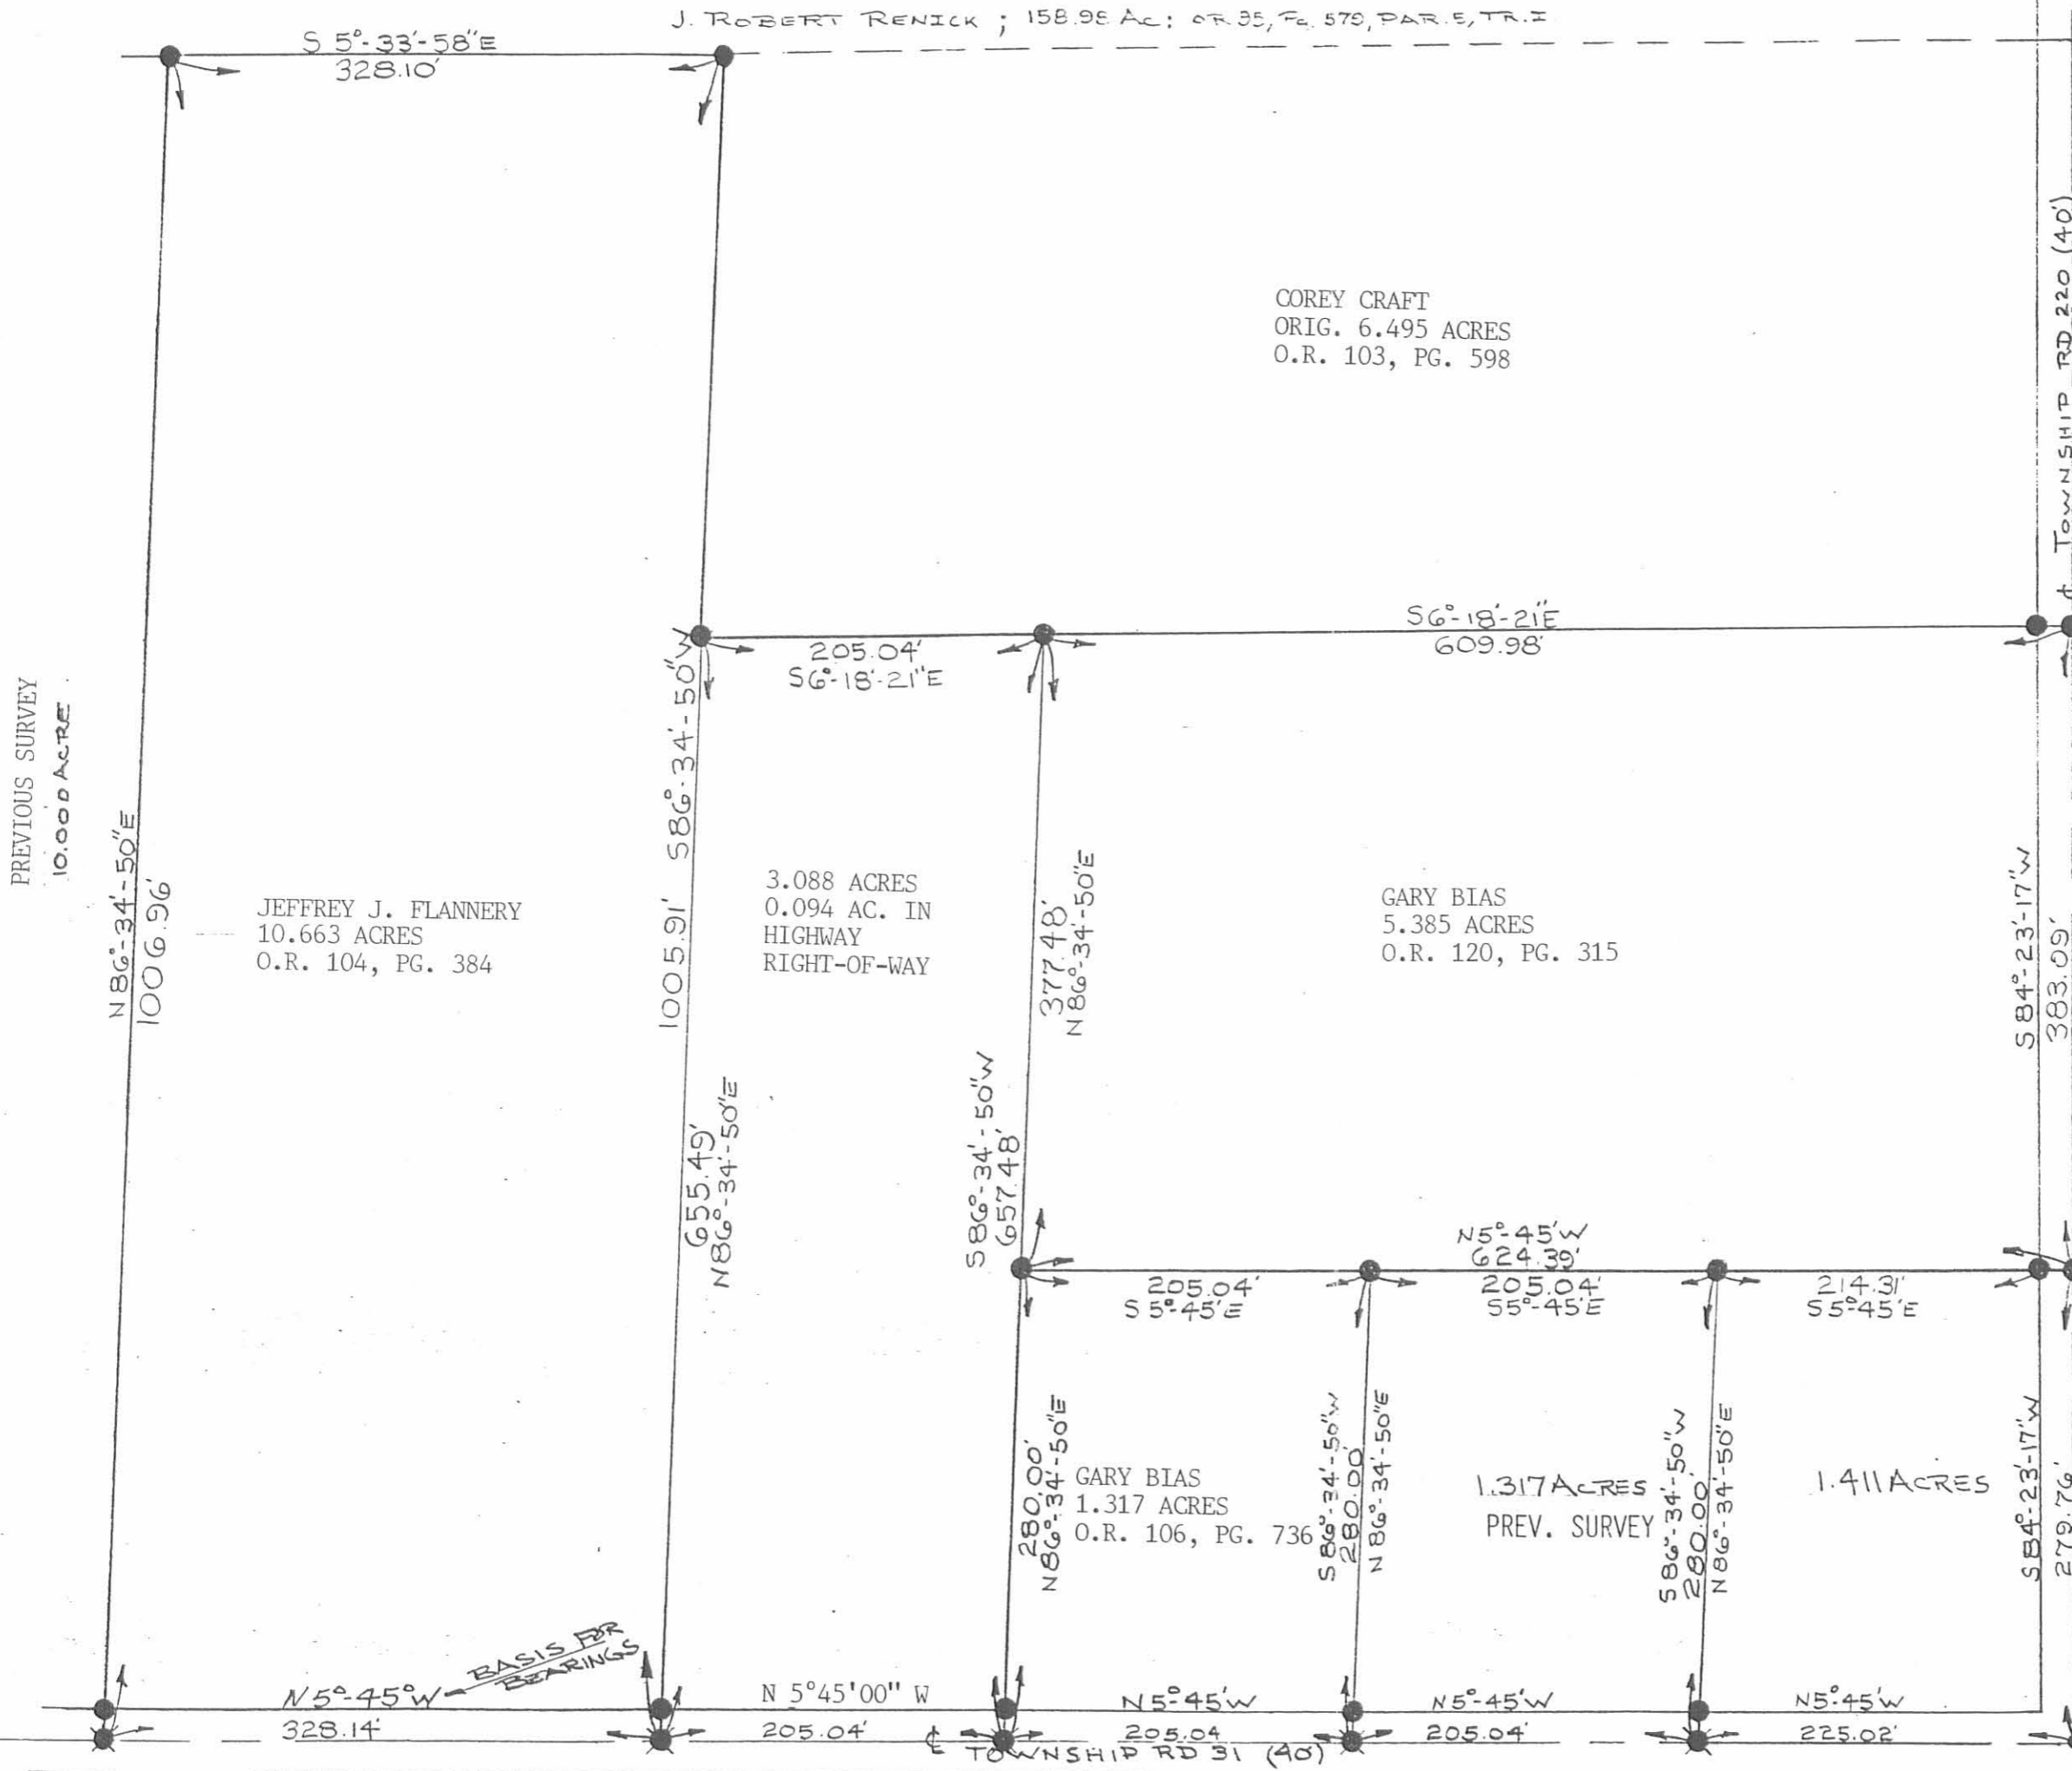 J. ROBERT RENICK ; 158.98 AC; O.R. 35, PG. 579, PAR. 5, TR. I
S 5°-33'-58"E
328.10'
TOWNSHIP RD 220 (40')
COREY CRAFT
ORIG. 6.495 ACRES
O.R. 103, PG. 598
S6°-18'-21"E
609.98'
205.04'
S6°-18'-21"E
PREVIOUS SURVEY
10.000 ACRE
N86°-34'-50"E
1006.96'
JEFFREY J. FLANNERY
10.663 ACRES
O.R. 104, PG. 384
S86°-34'-50"W
1005.91'
3.088 ACRES
0.094 AC. IN
HIGHWAY
RIGHT-OF-WAY
377.48'
N86°-34'-50"E
GARY BIAS
5.385 ACRES
O.R. 120, PG. 315
S84°-23'-17"W
383.09'
655.49'
N86°-34'-50"E
S86°-34'-50"W
657.48'
N5°-45'W
624.39'
205.04'
S5°-45'E
205.04'
S5°-45'E
214.31'
S5°-45'E
280.00'
N86°-34'-50"E
GARY BIAS
1.317 ACRES
O.R. 106, PG. 736
S86°-34'-50"W
280.00'
N86°-34'-50"E
1.317 ACRES
PREV. SURVEY
S86°-34'-50"W
280.00'
N86°-34'-50"E
1.411 ACRES
S84°-23'-17"W
279.76'
BASIS FOR
BEARINGS
N5°-45°W
328.14'
N 5°45'00" W
205.04'
N5°-45'W
205.04
N5°-45'W
205.04'
N5°-45'W
225.02'
℄ TOWNSHIP RD 31 (40')